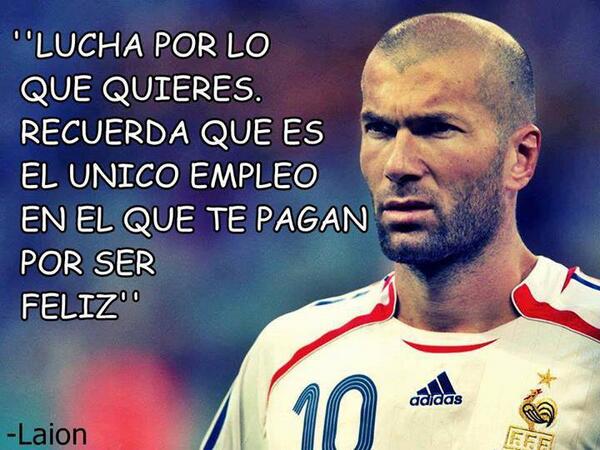 ''LUCHA POR LO
QUE QUIERES.
RECUERDA QUE ES
EL UNICO EMPLEO
EN EL QUE TE PAGAN
POR SER
FELIZ''
10
adidas
F.F.F.
-Laion